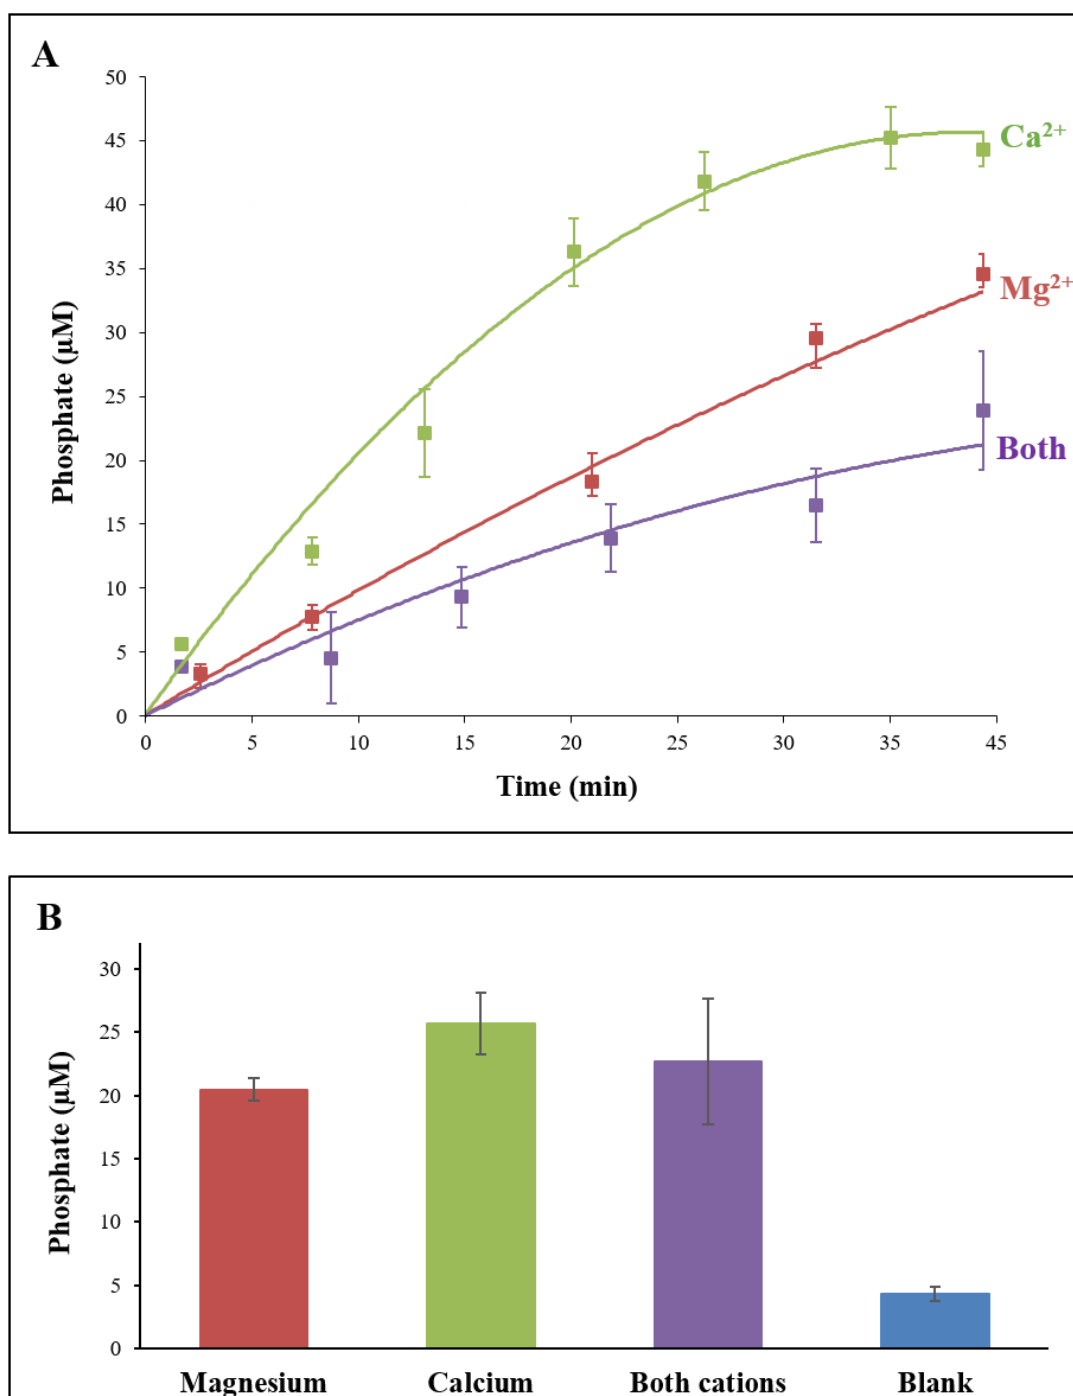 A
50
45
40
35
30
25
20
15
10
5
0
Phosphate (µM)
Ca²⁺
Mg²⁺
Both
0 5 10 15 20 25 30 35 45
Time (min)
B
30
25
20
15
10
5
0
Phosphate (µM)
Magnesium Calcium Both cations Blank